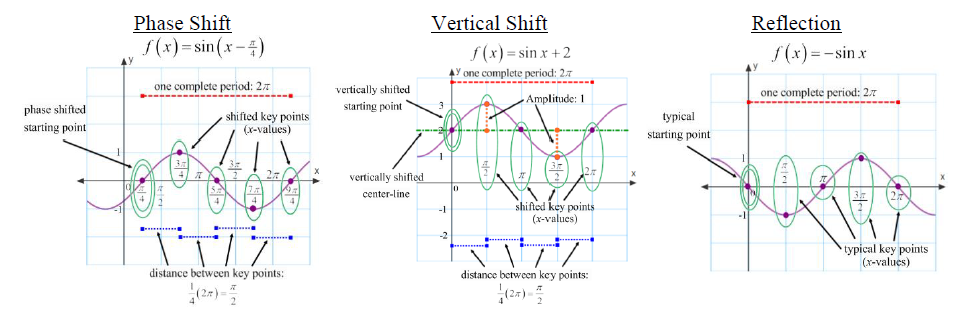 Phase Shift
f(x)=sin(x-π/4)
y
one complete period: 2π
phase shifted
starting point
shifted key points
(x-values)
1
3π/4
π
3π/2
2π
x
0
π/4
π/2
5π/4
7π/4
9π/4
-1
distance between key points:
1/4(2π)=π/2
Vertical Shift
f(x)=sin x+2
y
one complete period: 2π
vertically shifted
starting point
Amplitude: 1
3
2
1
vertically shifted
center-line
π/2
π
3π/2
2π
x
0
shifted key points
(x-values)
-1
-2
distance between key points:
1/4(2π)=π/2
Reflection
f(x)=-sin x
y
one complete period: 2π
typical
starting point
1
π/2
π
3π/2
2π
x
0
-1
typical key points
(x-values)